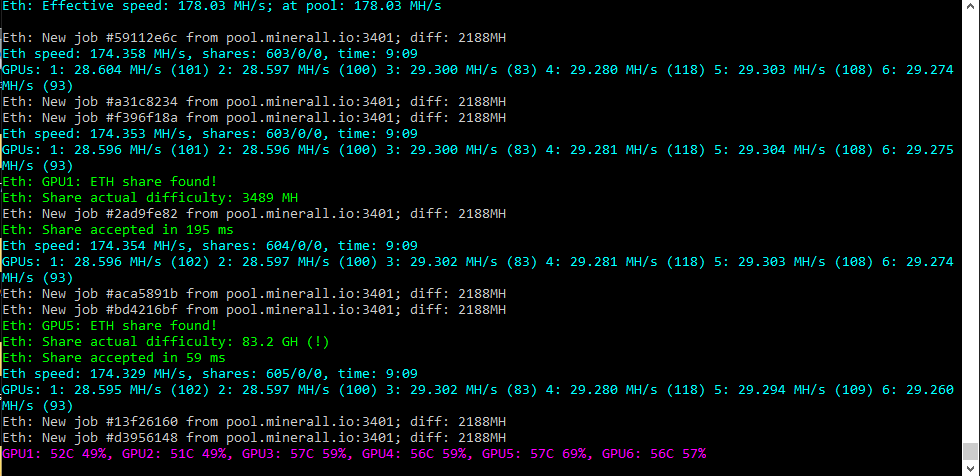 Eth: Effective speed: 178.03 MH/s; at pool: 178.03 MH/s
Eth: New job #59112e6c from pool.minerall.io:3401; diff: 2188MH
Eth speed: 174.358 MH/s, shares: 603/0/0, time: 9:09
GPUs: 1: 28.604 MH/s (101) 2: 28.597 MH/s (100) 3: 29.300 MH/s (83) 4: 29.280 MH/s (118) 5: 29.303 MH/s (108) 6: 29.274
MH/s (93)
Eth: New job #a31c8234 from pool.minerall.io:3401; diff: 2188MH
Eth: New job #f396f18a from pool.minerall.io:3401; diff: 2188MH
Eth speed: 174.353 MH/s, shares: 603/0/0, time: 9:09
GPUs: 1: 28.596 MH/s (101) 2: 28.596 MH/s (100) 3: 29.300 MH/s (83) 4: 29.281 MH/s (118) 5: 29.304 MH/s (108) 6: 29.275
MH/s (93)
Eth: GPU1: ETH share found!
Eth: Share actual difficulty: 3489 MH
Eth: New job #2ad9fe82 from pool.minerall.io:3401; diff: 2188MH
Eth: Share accepted in 195 ms
Eth speed: 174.354 MH/s, shares: 604/0/0, time: 9:09
GPUs: 1: 28.596 MH/s (102) 2: 28.597 MH/s (100) 3: 29.302 MH/s (83) 4: 29.281 MH/s (118) 5: 29.303 MH/s (108) 6: 29.274
MH/s (93)
Eth: New job #aca5891b from pool.minerall.io:3401; diff: 2188MH
Eth: New job #bd4216bf from pool.minerall.io:3401; diff: 2188MH
Eth: GPU5: ETH share found!
Eth: Share actual difficulty: 83.2 GH (!)
Eth: Share accepted in 59 ms
Eth speed: 174.329 MH/s, shares: 605/0/0, time: 9:09
GPUs: 1: 28.595 MH/s (102) 2: 28.597 MH/s (100) 3: 29.302 MH/s (83) 4: 29.280 MH/s (118) 5: 29.294 MH/s (109) 6: 29.260
MH/s (93)
Eth: New job #13f26160 from pool.minerall.io:3401; diff: 2188MH
Eth: New job #d3956148 from pool.minerall.io:3401; diff: 2188MH
GPU1: 52C 49%, GPU2: 51C 49%, GPU3: 57C 59%, GPU4: 56C 59%, GPU5: 57C 69%, GPU6: 56C 57%